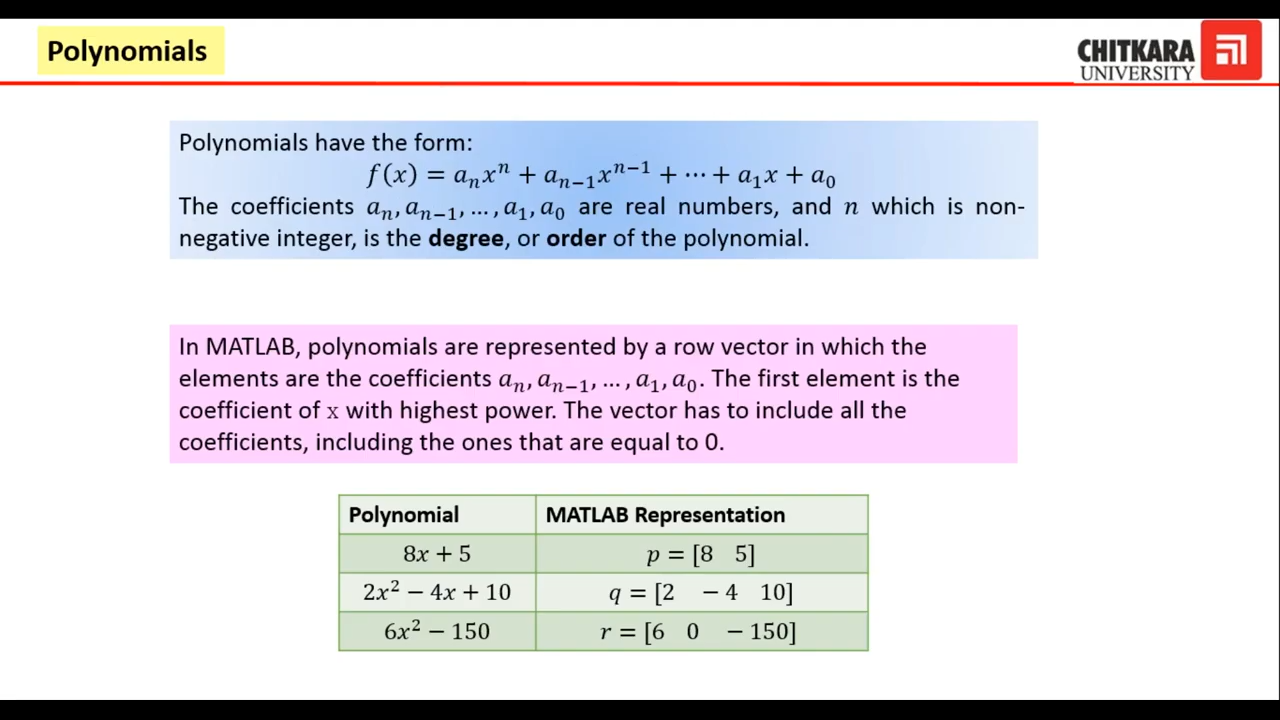 Polynomials
CHITKARA
UNIVERSITY
Polynomials have the form:
f(x) = aₙxⁿ + aₙ₋₁xⁿ⁻¹ + ⋯ + a₁x + a₀
The coefficients aₙ, aₙ₋₁, … , a₁, a₀ are real numbers, and n which is non-
negative integer, is the degree, or order of the polynomial.
In MATLAB, polynomials are represented by a row vector in which the
elements are the coefficients aₙ, aₙ₋₁, … , a₁, a₀. The first element is the
coefficient of x with highest power. The vector has to include all the
coefficients, including the ones that are equal to 0.
Polynomial MATLAB Representation
8x + 5 p = [8 5]
2x² − 4x + 10 q = [2 − 4 10]
6x² − 150 r = [6 0 − 150]